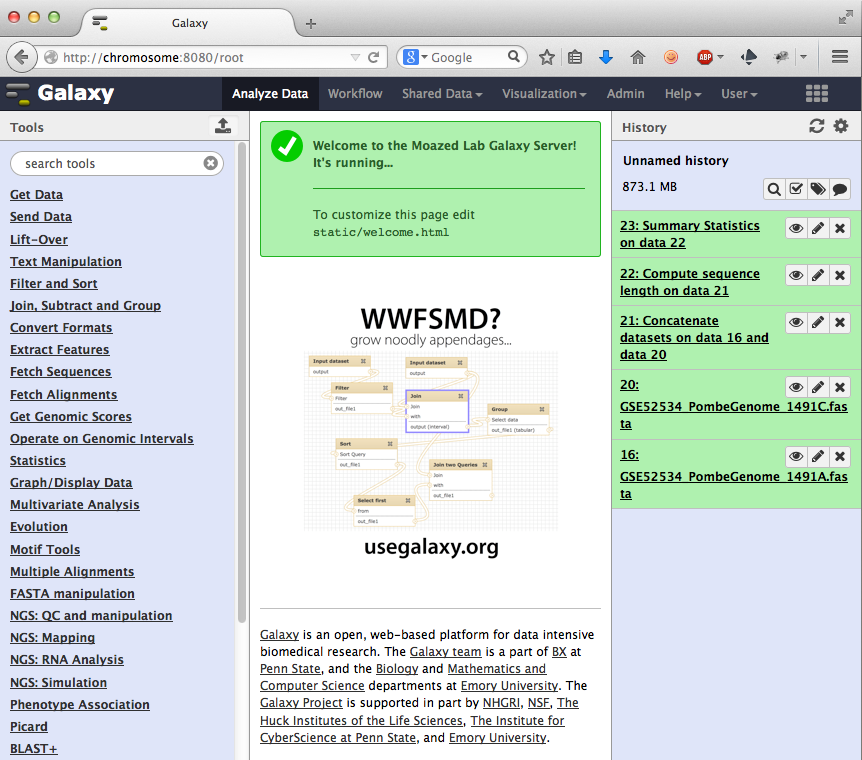 Galaxy
http://chromosome:8080/root
Google
ABP
Galaxy
Analyze Data
Workflow
Shared Data
Visualization
Admin
Help
User
Tools
search tools
Get Data
Send Data
Lift-Over
Text Manipulation
Filter and Sort
Join, Subtract and Group
Convert Formats
Extract Features
Fetch Sequences
Fetch Alignments
Get Genomic Scores
Operate on Genomic Intervals
Statistics
Graph/Display Data
Multivariate Analysis
Evolution
Motif Tools
Multiple Alignments
FASTA manipulation
NGS: QC and manipulation
NGS: Mapping
NGS: RNA Analysis
NGS: Simulation
Phenotype Association
Picard
BLAST+
Welcome to the Moazed Lab Galaxy Server!
It's running...
To customize this page edit
static/welcome.html
WWFSMD?
grow noodly appendages...
Input dataset
output
Input dataset
output
Filter
Filter
out_file1
Join
Join
with
output (interval)
Group
Select data
out_file1 (tabular)
Sort
Sort Query
out_file1
Join two Queries
Join
with
out_file1
Select first
from
out_file1
usegalaxy.org
Galaxy is an open, web-based platform for data intensive
biomedical research. The Galaxy team is a part of BX at
Penn State, and the Biology and Mathematics and
Computer Science departments at Emory University. The
Galaxy Project is supported in part by NHGRI, NSF, The
Huck Institutes of the Life Sciences, The Institute for
CyberScience at Penn State, and Emory University.
History
Unnamed history
873.1 MB
23: Summary Statistics
on data 22
22: Compute sequence
length on data 21
21: Concatenate
datasets on data 16 and
data 20
20:
GSE52534_PombeGenome_1491C.fas
ta
16:
GSE52534_PombeGenome_1491A.fas
ta